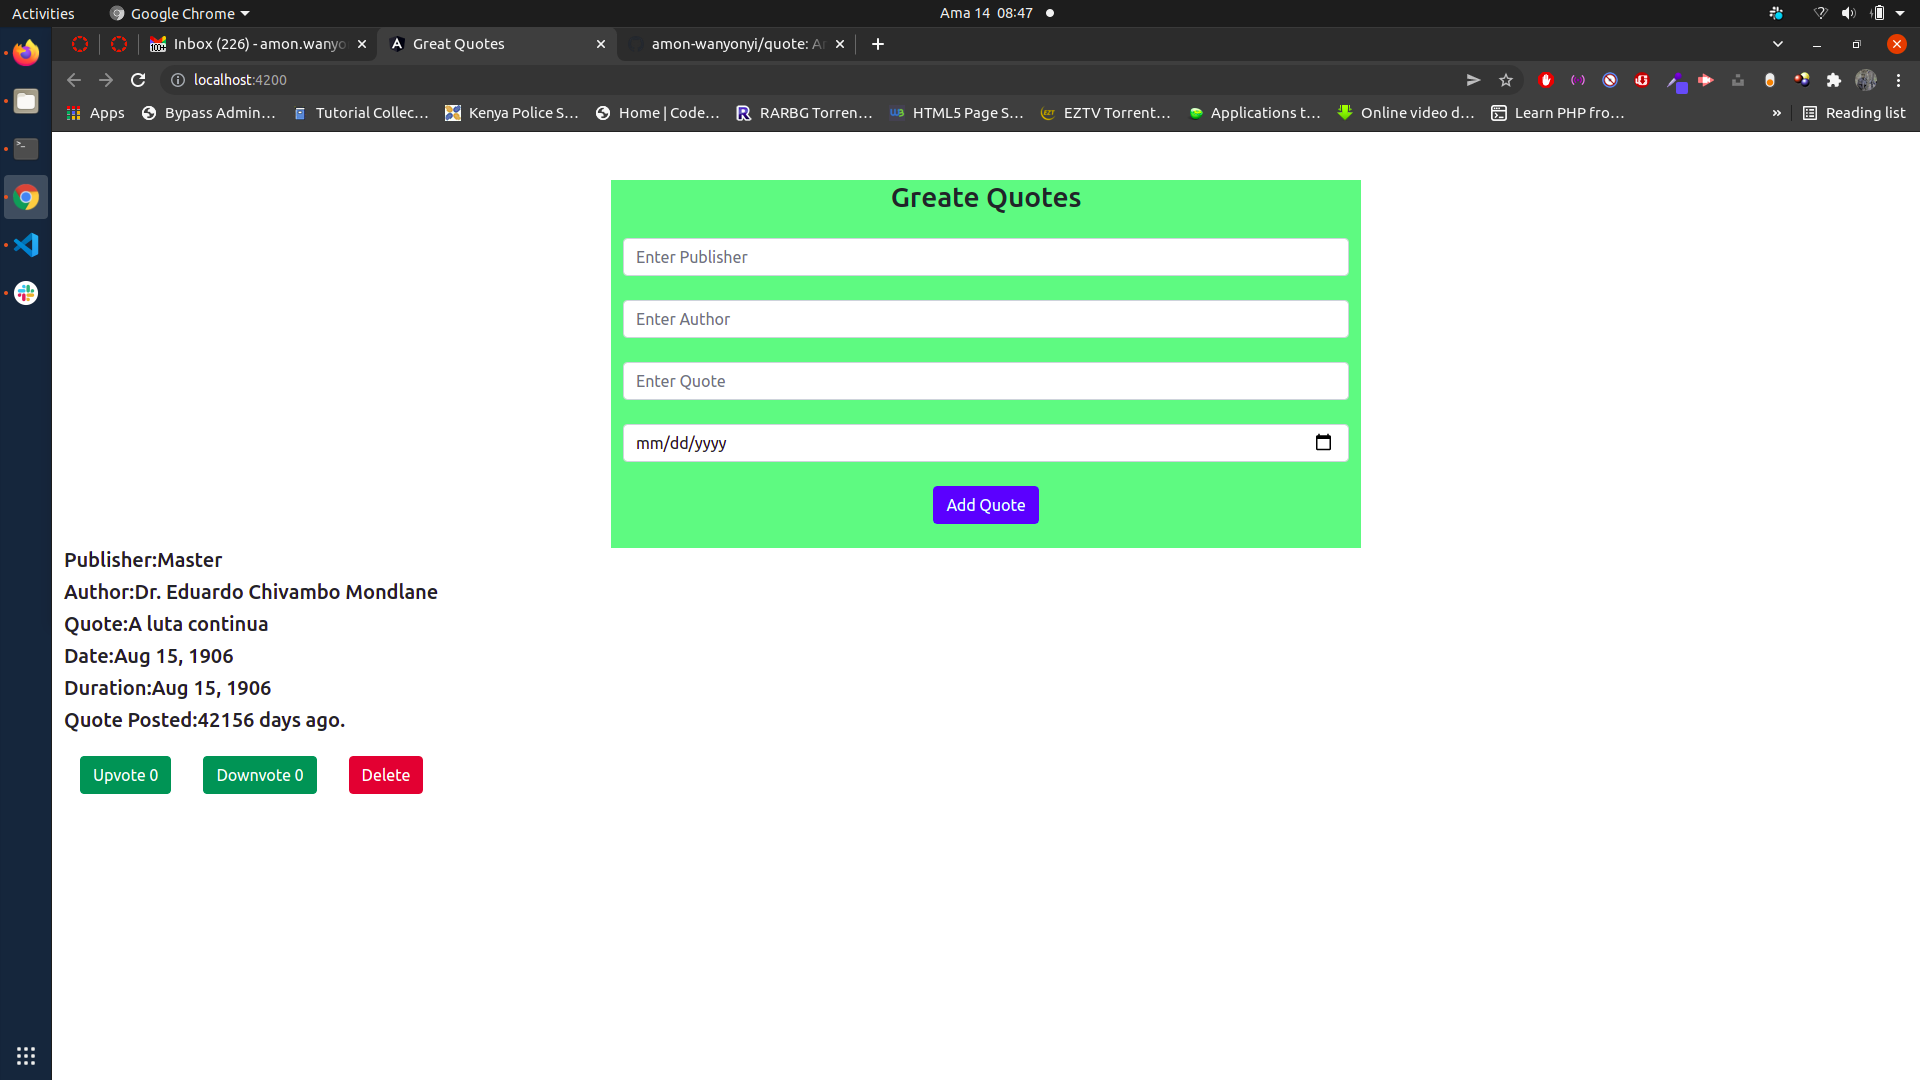 Activities
Google Chrome
Ama 14 08:47
Inbox (226) - amon.wanyo
Great Quotes
amon-wanyonyi/quote: A
localhost:4200
Apps
Bypass Admin…
Tutorial Collec…
Kenya Police S…
Home | Code…
RARBG Torren…
HTML5 Page S…
EZTV Torrent…
Applications t…
Online video d…
Learn PHP fro…
»
Reading list
Greate Quotes
Enter Publisher
Enter Author
Enter Quote
mm/dd/yyyy
Add Quote
Publisher:Master
Author:Dr. Eduardo Chivambo Mondlane
Quote:A luta continua
Date:Aug 15, 1906
Duration:Aug 15, 1906
Quote Posted:42156 days ago.
Upvote 0
Downvote 0
Delete